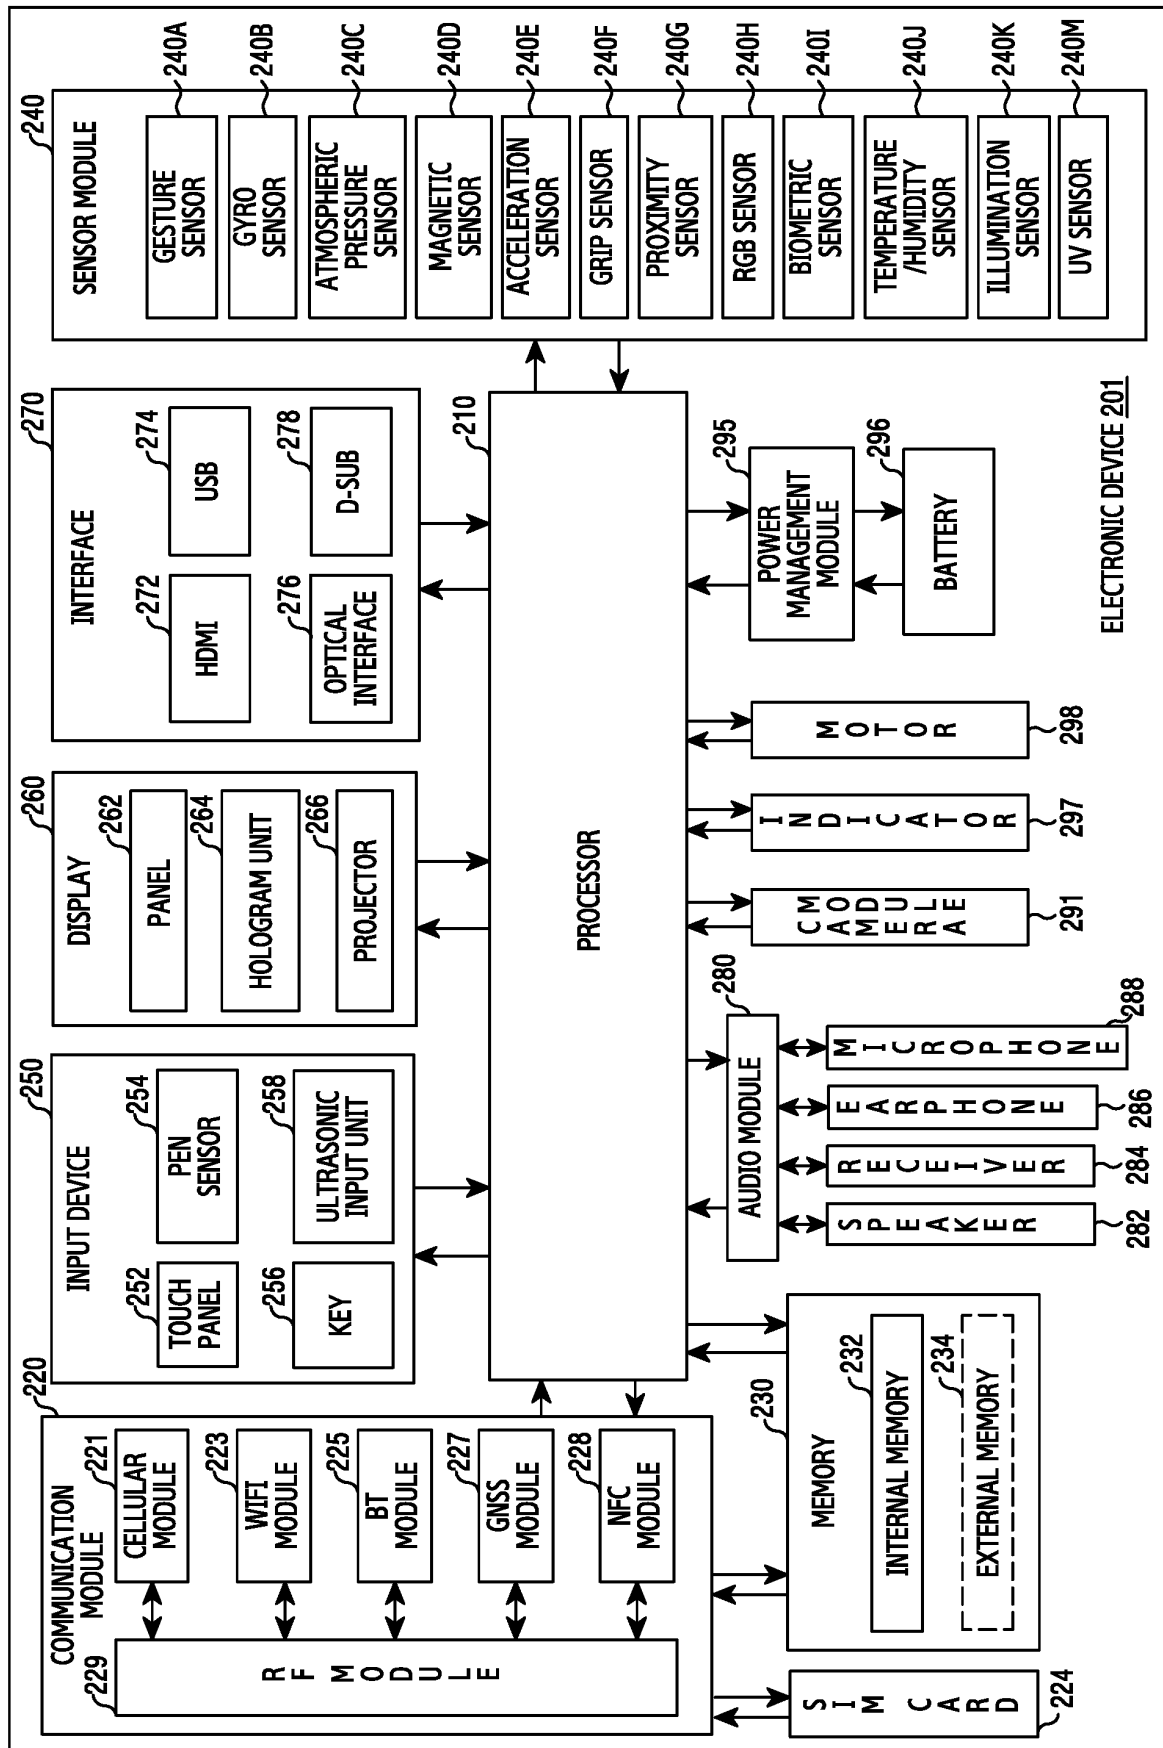 COMMUNICATION
MODULE
220
229
RF MODULE
221
CELLULAR
MODULE
223
WIFI
MODULE
225
BT
MODULE
227
GNSS
MODULE
228
NFC
MODULE
INPUT DEVICE
250
252
TOUCH
PANEL
254
PEN
SENSOR
256
KEY
258
ULTRASONIC
INPUT UNIT
DISPLAY
260
262
PANEL
264
HOLOGRAM UNIT
266
PROJECTOR
INTERFACE
270
272
HDMI
274
USB
276
OPTICAL
INTERFACE
278
D-SUB
SENSOR MODULE
240
GESTURE
SENSOR
240A
GYRO
SENSOR
240B
ATMOSPHERIC
PRESSURE
SENSOR
240C
MAGNETIC
SENSOR
240D
ACCELERATION
SENSOR
240E
GRIP SENSOR
240F
PROXIMITY
SENSOR
240G
RGB SENSOR
240H
BIOMETRIC
SENSOR
240I
TEMPERATURE
/HUMIDITY
SENSOR
240J
ILLUMINATION
SENSOR
240K
UV SENSOR
240M
PROCESSOR
210
SIM CARD
224
MEMORY
230
INTERNAL MEMORY
232
EXTERNAL MEMORY
234
AUDIO MODULE
280
SPEAKER
282
RECEIVER
284
EARPHONE
286
MICROPHONE
288
CAMERA
MODULE
291
INDICATOR
297
MOTOR
298
POWER
MANAGEMENT
MODULE
295
BATTERY
296
ELECTRONIC DEVICE 201